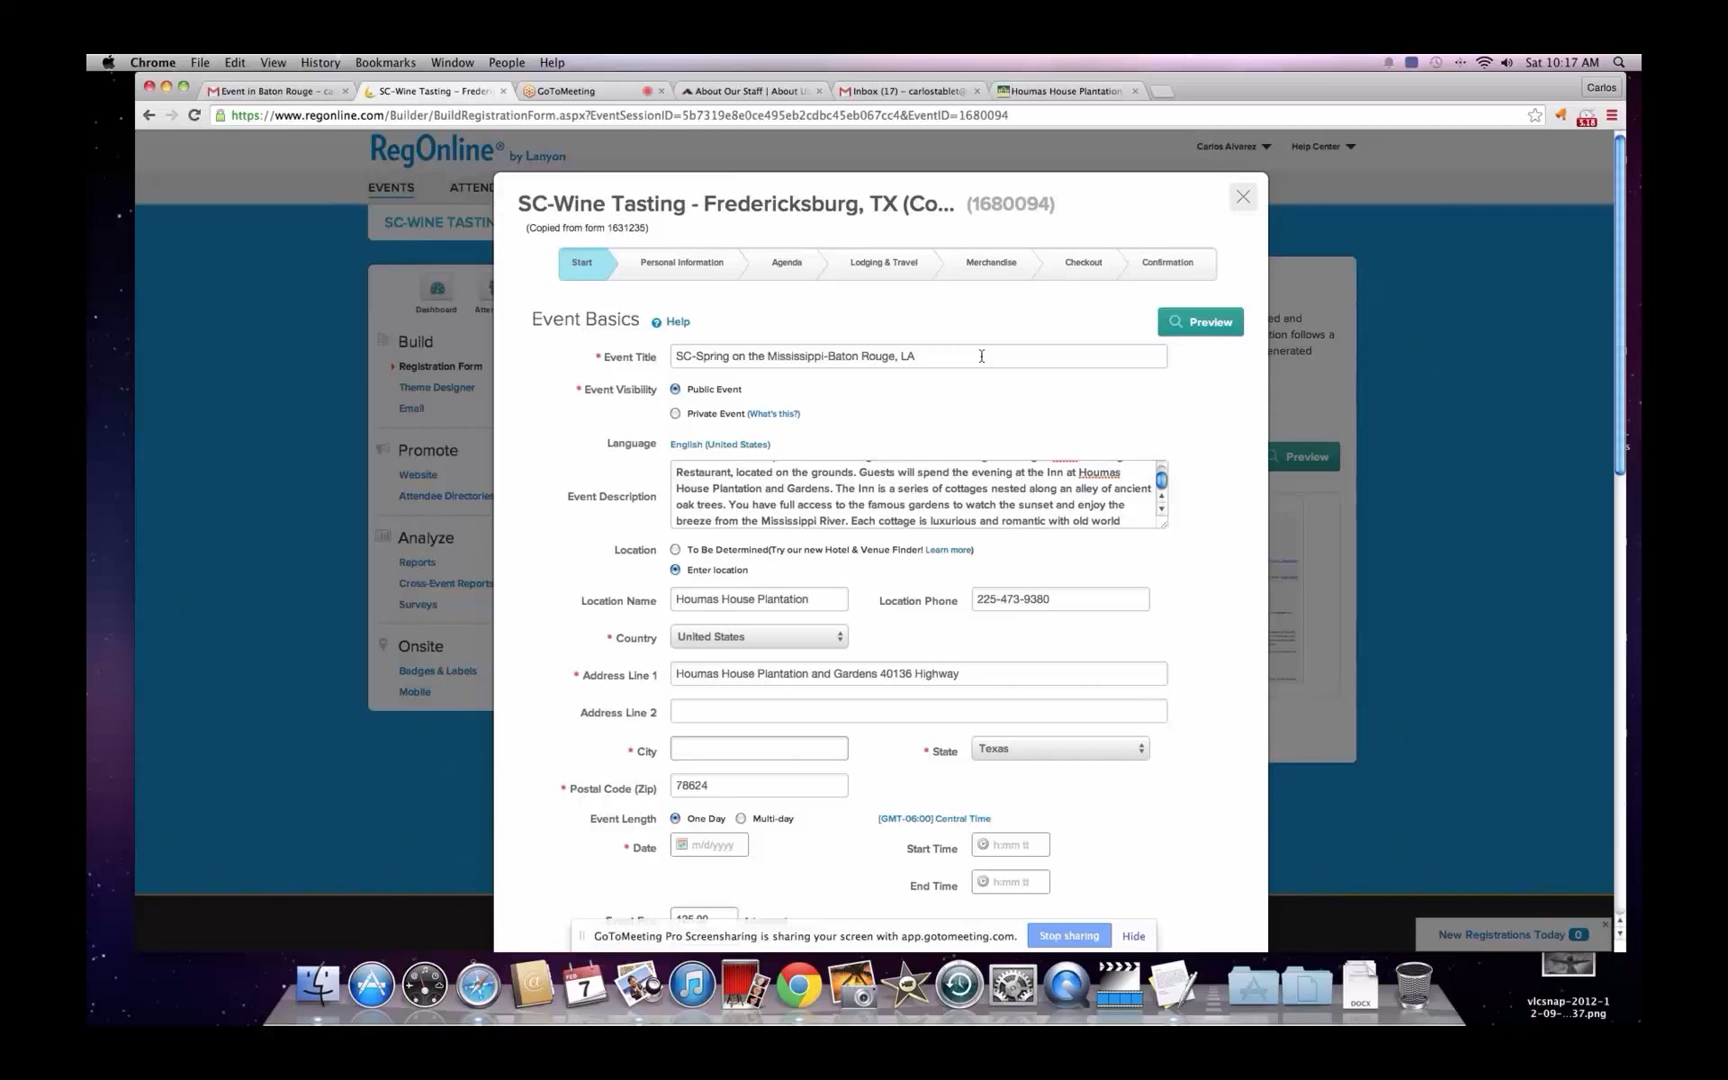 Chrome File Edit View History Bookmarks Window People Help Sat 10:17 AM
Event in Baton Rouge – SC-Wine Tasting – Freder GoToMeeting About Our Staff | About Inbox (17) – carlostablet@ Houmas House Plantation Carlos
https://www.regonline.com/Builder/BuildRegistrationForm.aspx?EventSessionID=5b7319e8e0ce495eb2cdbc45eb067cc4&EventID=1680094
RegOnline® by Lanyon
Carlos Alvarez Help Center
EVENTS ATTEND
SC-WINE TASTIN
SC-Wine Tasting - Fredericksburg, TX (Co... (1680094)
(Copied from form 1631235)
Start Personal Information Agenda Lodging & Travel Merchandise Checkout Confirmation
Dashboard
Build
Registration Form
Theme Designer
Email
Promote
Website
Attendee Directories
Analyze
Reports
Cross-Event Reports
Surveys
Onsite
Badges & Labels
Mobile
Event Basics Help Preview
* Event Title SC-Spring on the Mississippi-Baton Rouge, LA
* Event Visibility Public Event
Private Event (What's this?)
Language English (United States)
Event Description
Restaurant, located on the grounds. Guests will spend the evening at the Inn at Houmas
House Plantation and Gardens. The Inn is a series of cottages nested along an alley of ancient
oak trees. You have full access to the famous gardens to watch the sunset and enjoy the
breeze from the Mississippi River. Each cottage is luxurious and romantic with old world
Location To Be Determined(Try our new Hotel & Venue Finder! Learn more)
Enter location
Location Name Houmas House Plantation Location Phone 225-473-9380
* Country United States
* Address Line 1 Houmas House Plantation and Gardens 40136 Highway
Address Line 2
* City * State Texas
* Postal Code (Zip) 78624
Event Length One Day Multi-day [GMT-06:00] Central Time
* Date m/d/yyyy Start Time h:mm tt
End Time h:mm tt
125.00
ed and
tion follows a
enerated
Preview
GoToMeeting Pro Screensharing is sharing your screen with app.gotomeeting.com. Stop sharing Hide
New Registrations Today 0
FEB
7
DOCX
vlcsnap-2012-1
2-09-...37.png